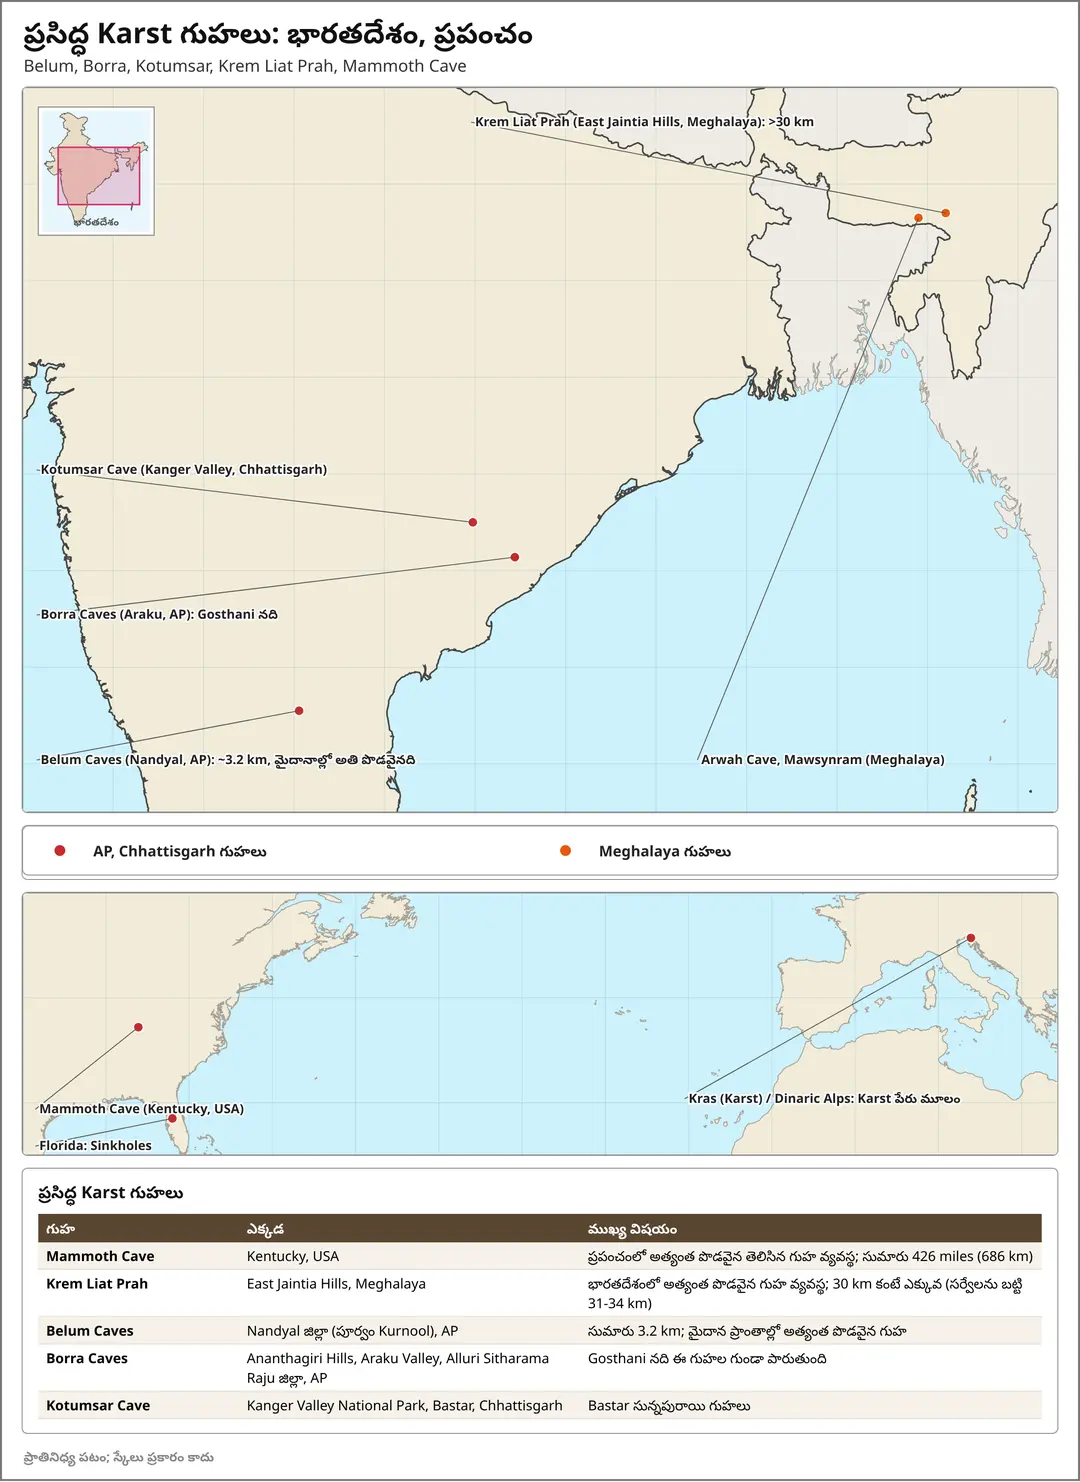 ప్రసిద్ధ Karst గుహలు: భారతదేశం, ప్రపంచం
Belum, Borra, Kotumsar, Krem Liat Prah, Mammoth Cave
Krem Liat Prah (East Jaintia Hills, Meghalaya): >30 km
భారతదేశం
Kotumsar Cave (Kanger Valley, Chhattisgarh)
Borra Caves (Araku, AP): Gosthani నది
Belum Caves (Nandyal, AP): ~3.2 km, మైదానాల్లో అతి పొడవైనది
Arwah Cave, Mawsynram (Meghalaya)
AP, Chhattisgarh గుహలు
Meghalaya గుహలు
Kras (Karst) / Dinaric Alps: Karst పేరు మూలం
Mammoth Cave (Kentucky, USA)
Florida: Sinkholes
ప్రసిద్ధ Karst గుహలు
గుహ ఎక్కడ ముఖ్య విషయం
Mammoth Cave Kentucky, USA ప్రపంచంలో అత్యంత పొడవైన తెలిసిన గుహ వ్యవస్థ; సుమారు 426 miles (686 km)
Krem Liat Prah East Jaintia Hills, Meghalaya భారతదేశంలో అత్యంత పొడవైన గుహ వ్యవస్థ; 30 km కంటే ఎక్కువ (సర్వేలను బట్టి
31-34 km)
Belum Caves Nandyal జిల్లా (పూర్వం Kurnool), AP సుమారు 3.2 km; మైదాన ప్రాంతాల్లో అత్యంత పొడవైన గుహ
Borra Caves Ananthagiri Hills, Araku Valley, Alluri Sitharama Gosthani నది ఈ గుహల గుండా పారుతుంది
Raju జిల్లా, AP
Kotumsar Cave Kanger Valley National Park, Bastar, Chhattisgarh Bastar సున్నపురాయి గుహలు
ప్రాతినిధ్య పటం; స్కేలు ప్రకారం కాదు